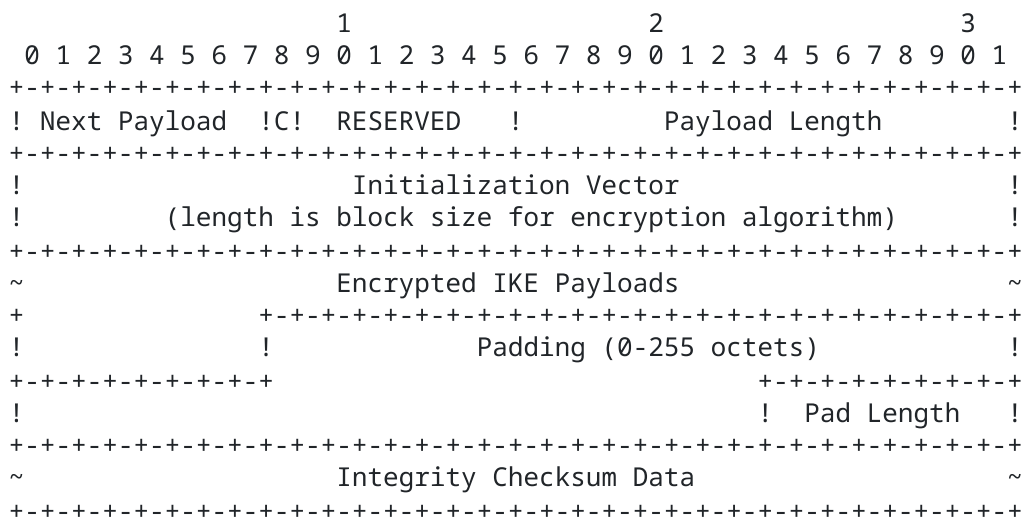 1                   2                   3
 0 1 2 3 4 5 6 7 8 9 0 1 2 3 4 5 6 7 8 9 0 1 2 3 4 5 6 7 8 9 0 1
+-+-+-+-+-+-+-+-+-+-+-+-+-+-+-+-+-+-+-+-+-+-+-+-+-+-+-+-+-+-+-+-+
! Next Payload  !C!  RESERVED   !         Payload Length        !
+-+-+-+-+-+-+-+-+-+-+-+-+-+-+-+-+-+-+-+-+-+-+-+-+-+-+-+-+-+-+-+-+
!                     Initialization Vector                     !
!         (length is block size for encryption algorithm)       !
+-+-+-+-+-+-+-+-+-+-+-+-+-+-+-+-+-+-+-+-+-+-+-+-+-+-+-+-+-+-+-+-+
~                    Encrypted IKE Payloads                     ~
+               +-+-+-+-+-+-+-+-+-+-+-+-+-+-+-+-+-+-+-+-+-+-+-+-+
!               !             Padding (0-255 octets)            !
+-+-+-+-+-+-+-+-+                               +-+-+-+-+-+-+-+-+
!                                               !  Pad Length   !
+-+-+-+-+-+-+-+-+-+-+-+-+-+-+-+-+-+-+-+-+-+-+-+-+-+-+-+-+-+-+-+-+
~                    Integrity Checksum Data                    ~
+-+-+-+-+-+-+-+-+-+-+-+-+-+-+-+-+-+-+-+-+-+-+-+-+-+-+-+-+-+-+-+-+